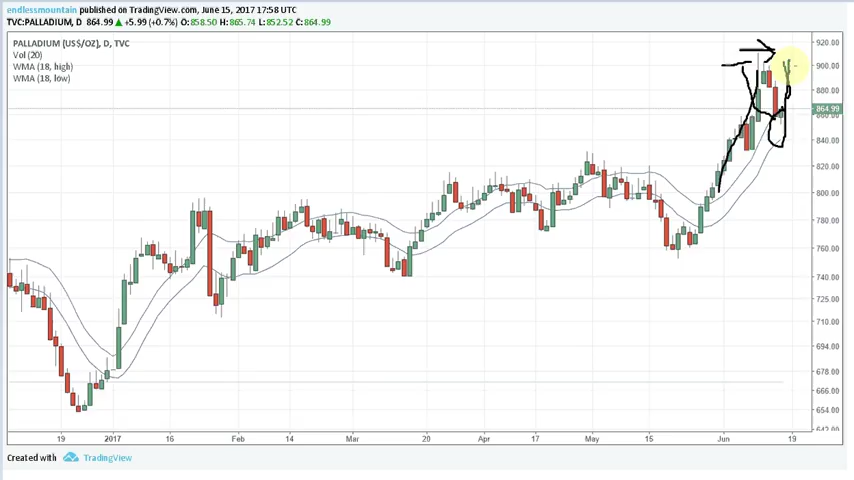 endlessmountain published on TradingView.com, June 15, 2017 17:58 UTC
TVC:PALLADIUM, D 864.99 ▲ +5.99 (+0.7%) O:858.50 H:865.74 L:852.52 C:864.99
PALLADIUM (US$/OZ), D, TVC
Vol (20)
WMA (18, high)
WMA (18, low)
920.00
900.00
864.99
860.00
840.00
820.00
800.00
780.00
760.00
740.00
725.00
710.00
694.00
678.00
666.00
654.00
642.00
19 2017 16 Feb 14 Mar 20 Apr 17 May 15 Jun 19
Created with TradingView